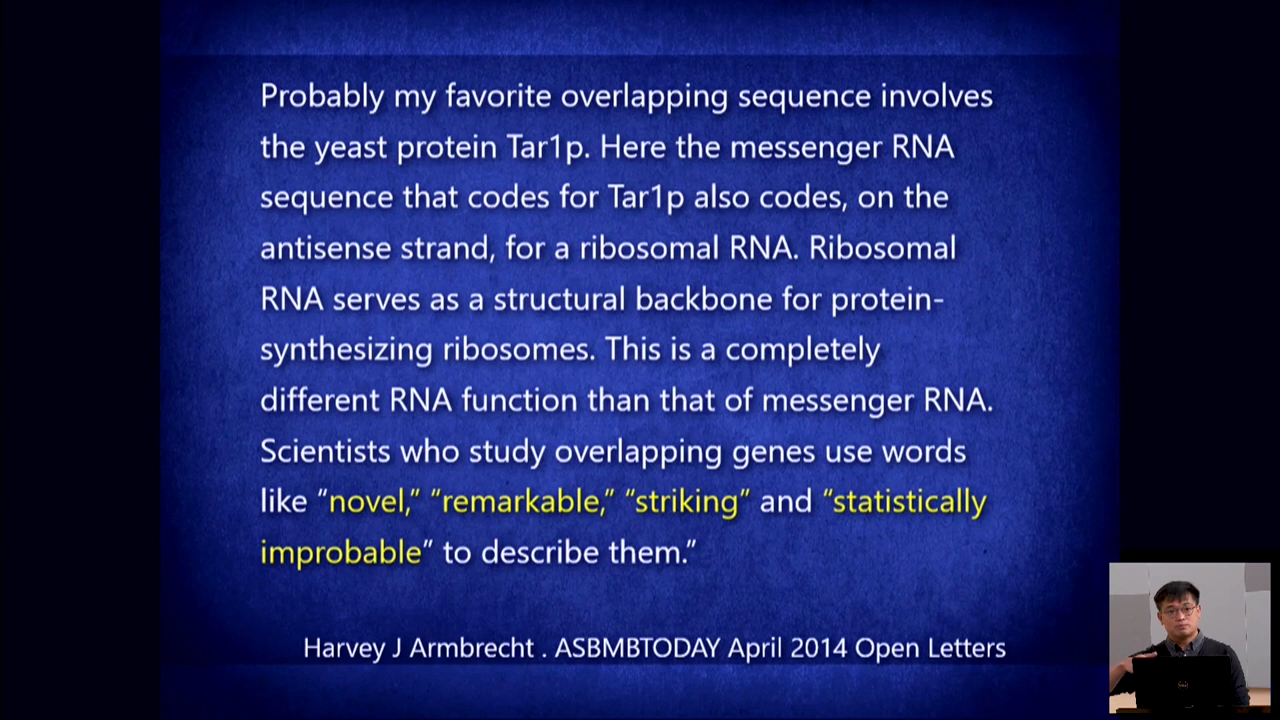 Probably my favorite overlapping sequence involves
the yeast protein Tar1p. Here the messenger RNA
sequence that codes for Tar1p also codes, on the
antisense strand, for a ribosomal RNA. Ribosomal
RNA serves as a structural backbone for protein-
synthesizing ribosomes. This is a completely
different RNA function than that of messenger RNA.
Scientists who study overlapping genes use words
like “novel,” “remarkable,” “striking” and “statistically
improbable” to describe them.”
Harvey J Armbrecht . ASBMBTODAY April 2014 Open Letters